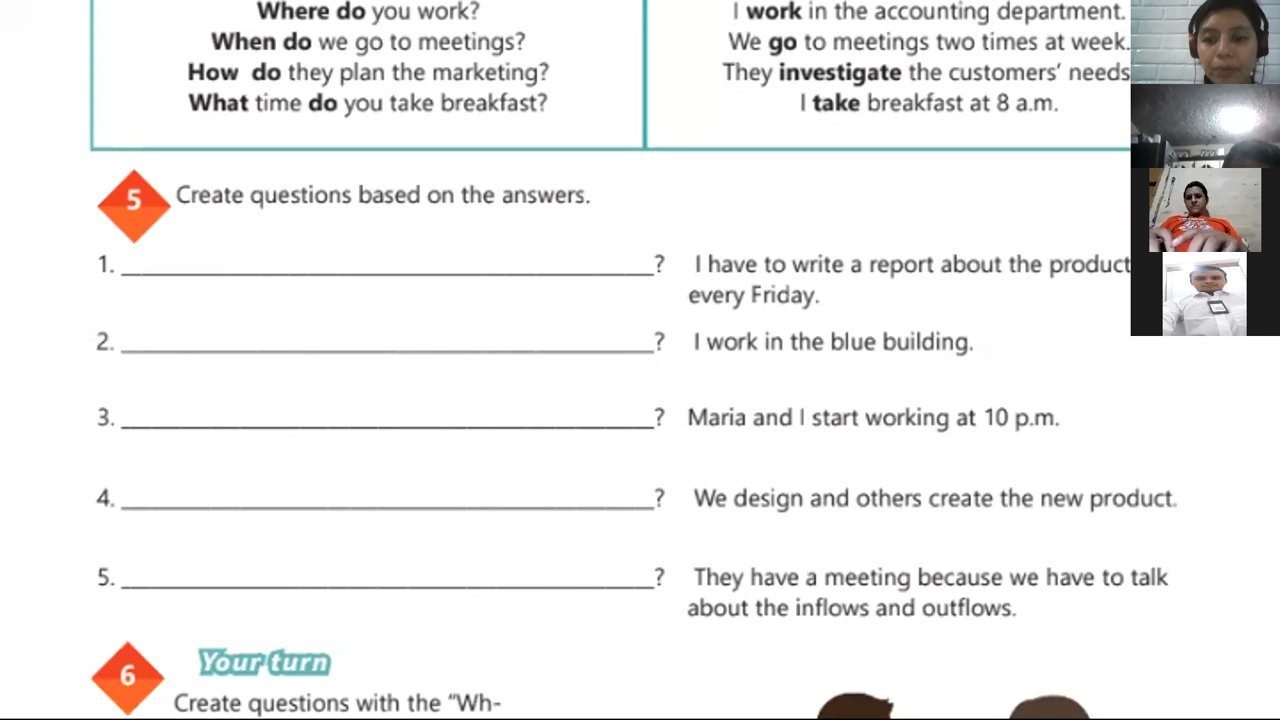 Where do you work?
I work in the accounting department.
When do we go to meetings?
We go to meetings two times at week.
How do they plan the marketing?
They investigate the customers' needs
What time do you take breakfast?
I take breakfast at 8 a.m.
5 Create questions based on the answers.
1. ? I have to write a report about the product
every Friday.
2. ? I work in the blue building.
3. ? Maria and I start working at 10 p.m.
4. ? We design and others create the new product.
5. ? They have a meeting because we have to talk
about the inflows and outflows.
6 Your turn
Create questions with the "Wh-